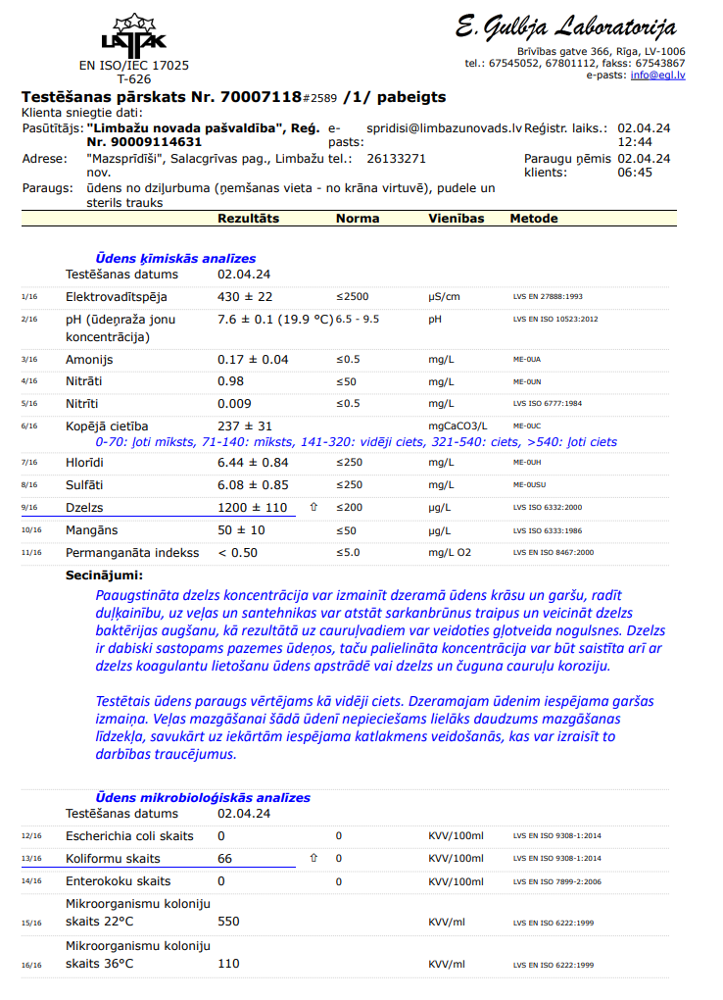 LATAK
E. Gulbja Laboratorija
EN ISO/IEC 17025
T-626
Brīvības gatve 366, Rīga, LV-1006
tel.: 67545052, 67801112, fakss: 67543867
e-pasts: info@egl.lv
Testēšanas pārskats Nr. 70007118#2589 /1/ pabeigts
Klienta sniegtie dati:
Pasūtītājs: "Limbažu novada pašvaldība", Reģ. e- spridisi@limbazunovads.lv Reģistr. laiks.: 02.04.24
Nr. 90009114631 pasts: 12:44
Adrese: "Mazsprīdīši", Salacgrīvas pag., Limbažu tel.: 26133271 Paraugu ņēmis 02.04.24
nov. klients: 06:45
Paraugs: ūdens no dziļurbuma (ņemšanas vieta - no krāna virtuvē), pudele un
sterils trauks
Rezultāts Norma Vienības Metode
Ūdens ķīmiskās analīzes
Testēšanas datums 02.04.24
1/16 Elektrovadītspēja 430 ± 22 ≤2500 µS/cm LVS EN 27888:1993
2/16 pH (ūdeņraža jonu 7.6 ± 0.1 (19.9 °C) 6.5 - 9.5 pH LVS EN ISO 10523:2012
koncentrācija)
3/16 Amonijs 0.17 ± 0.04 ≤0.5 mg/L ME-0UA
4/16 Nitrāti 0.98 ≤50 mg/L ME-0UN
5/16 Nitrīti 0.009 ≤0.5 mg/L LVS ISO 6777:1984
6/16 Kopējā cietība 237 ± 31 mgCaCO3/L ME-0UC
0-70: ļoti mīksts, 71-140: mīksts, 141-320: vidēji ciets, 321-540: ciets, >540: ļoti ciets
7/16 Hlorīdi 6.44 ± 0.84 ≤250 mg/L ME-0UH
8/16 Sulfāti 6.08 ± 0.85 ≤250 mg/L ME-0USU
9/16 Dzelzs 1200 ± 110 ⇧ ≤200 µg/L LVS ISO 6332:2000
10/16 Mangāns 50 ± 10 ≤50 µg/L LVS ISO 6333:1986
11/16 Permanganāta indekss < 0.50 ≤5.0 mg/L O2 LVS EN ISO 8467:2000
Secinājumi:
Paaugstināta dzelzs koncentrācija var izmainīt dzeramā ūdens krāsu un garšu, radīt
duļķainību, uz veļas un santehnikas var atstāt sarkanbrūnus traipus un veicināt dzelzs
baktērijas augšanu, kā rezultātā uz cauruļvadiem var veidoties gļotveida nogulsnes. Dzelzs
ir dabiski sastopams pazemes ūdeņos, taču palielināta koncentrācija var būt saistīta arī ar
dzelzs koagulantu lietošanu ūdens apstrādē vai dzelzs un čuguna cauruļu koroziju.
Testētais ūdens paraugs vērtējams kā vidēji ciets. Dzeramajam ūdenim iespējama garšas
izmaiņa. Veļas mazgāšanai šādā ūdenī nepieciešams lielāks daudzums mazgāšanas
līdzekļa, savukārt uz iekārtām iespējama katlakmens veidošanās, kas var izraisīt to
darbības traucējumus.
Ūdens mikrobioloģiskās analīzes
Testēšanas datums 02.04.24
12/16 Escherichia coli skaits 0 0 KVV/100ml LVS EN ISO 9308-1:2014
13/16 Koliformu skaits 66 ⇧ 0 KVV/100ml LVS EN ISO 9308-1:2014
14/16 Enterokoku skaits 0 0 KVV/100ml LVS EN ISO 7899-2:2006
Mikroorganismu koloniju
15/16 skaits 22°C 550 KVV/ml LVS EN ISO 6222:1999
Mikroorganismu koloniju
16/16 skaits 36°C 110 KVV/ml LVS EN ISO 6222:1999